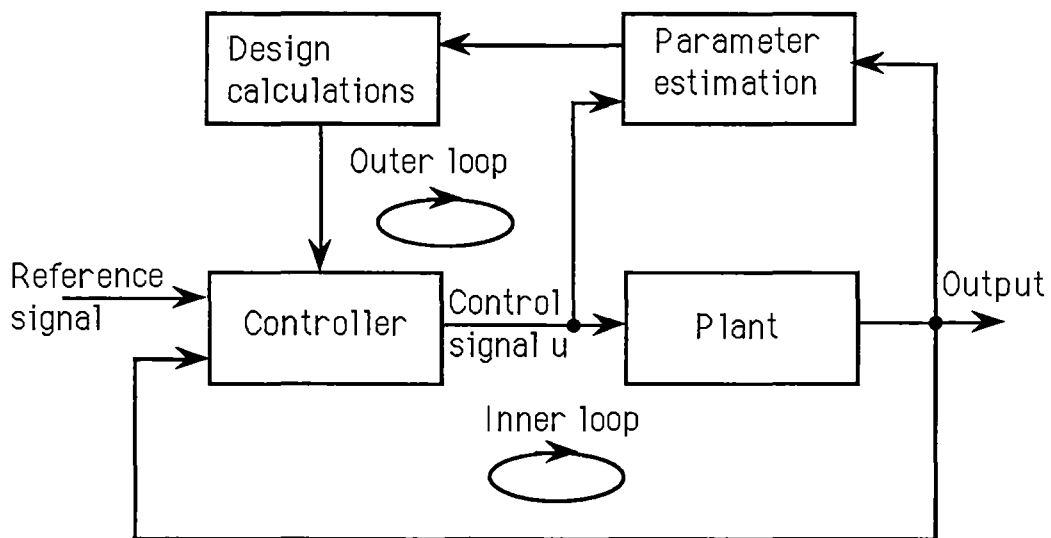 Design
calculations
Parameter
estimation
Outer loop
Reference
signal
Controller
Control
signal u
Plant
Output
Inner loop